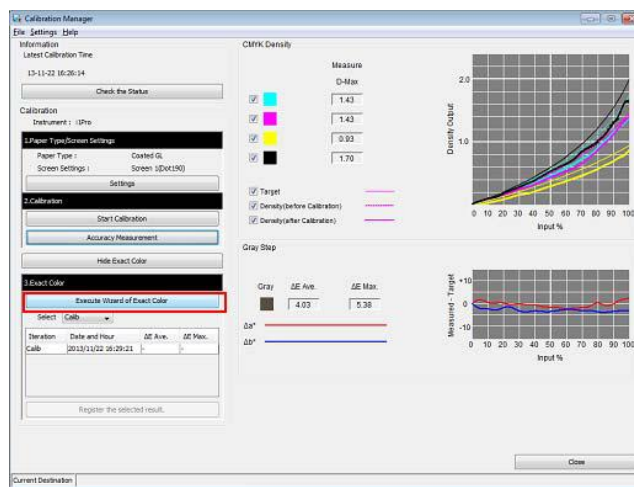 Calibration Manager
File Settings Help
Information
Latest Calibration Time
13-11-22 16:26:14
Check the Status
Calibration
Instrument : i1Pro
1.Paper Type/Screen Settings
Paper Type : Coated GL
Screen Settings : Screen 1(Dot190)
Settings
2.Calibration
Start Calibration
Accuracy Measurement
Hide Exact Color
3.Exact Color
Execute Wizard of Exact Color
Select Calib
Iteration Date and Hour ΔE Ave. ΔE Max.
Calib 2013/11/22 16:29:21 - -
Register the selected result.
CMYK Density
Measure
D-Max
1.43
1.43
0.93
1.70
Target
Density(before Calibration)
Density(after Calibration)
Density Output
2.0
1.0
0 10 20 30 40 50 60 70 80 90 100
Input %
Gray Step
Gray ΔE Ave. ΔE Max.
4.03 5.38
Δa*
Δb*
Measured - Target
+10
0
-10
0 10 20 30 40 50 60 70 80 90 100
Input %
Close
Current Destination